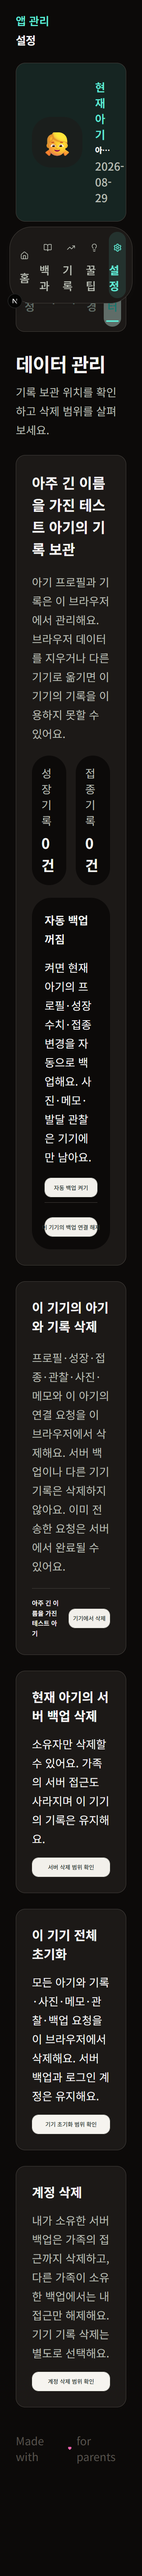 앱 관리
설정
현
재
아
기
아…
2026-
08-
29
홈
백
과
기
록
꿀
팁
설
정
N
정
경
데이터 관리
기록 보관 위치를 확인
하고 삭제 범위를 살펴
보세요.
아주 긴 이름
을 가진 테스
트 아기의 기
록 보관
아기 프로필과 기
록은 이 브라우저
에서 관리해요.
브라우저 데이터
를 지우거나 다른
기기로 옮기면 이
기기의 기록을 이
용하지 못할 수
있어요.
성
장
기
록
0
건
접
종
기
록
0
건
자동 백업
꺼짐
켜면 현재
아기의 프
로필·성장
수치·접종
변경을 자
동으로 백
업해요. 사
진·메모·
발달 관찰
은 기기에
만 남아요.
자동 백업 켜기
기기의 백업 연결 해
이 기기의 아기
와 기록 삭제
프로필·성장·접
종·관찰·사진·
메모와 이 아기의
연결 요청을 이
브라우저에서 삭
제해요. 서버 백
업이나 다른 기기
기록은 삭제하지
않아요. 이미 전
송한 요청은 서버
에서 완료될 수
있어요.
아주 긴 이
름을 가진
테스트 아
기
기기에서 삭제
현재 아기의 서
버 백업 삭제
소유자만 삭제할
수 있어요. 가족
의 서버 접근도
사라지며 이 기기
의 기록은 유지해
요.
서버 삭제 범위 확인
이 기기 전체
초기화
모든 아기와 기록
·사진·메모·관
찰·백업 요청을
이 브라우저에서
삭제해요. 서버
백업과 로그인 계
정은 유지해요.
기기 초기화 범위 확인
계정 삭제
내가 소유한 서버
백업은 가족의 접
근까지 삭제하고,
다른 가족이 소유
한 백업에서는 내
접근만 해제해요.
기기 기록 삭제는
별도로 선택해요.
계정 삭제 범위 확인
Made
with
for
parents